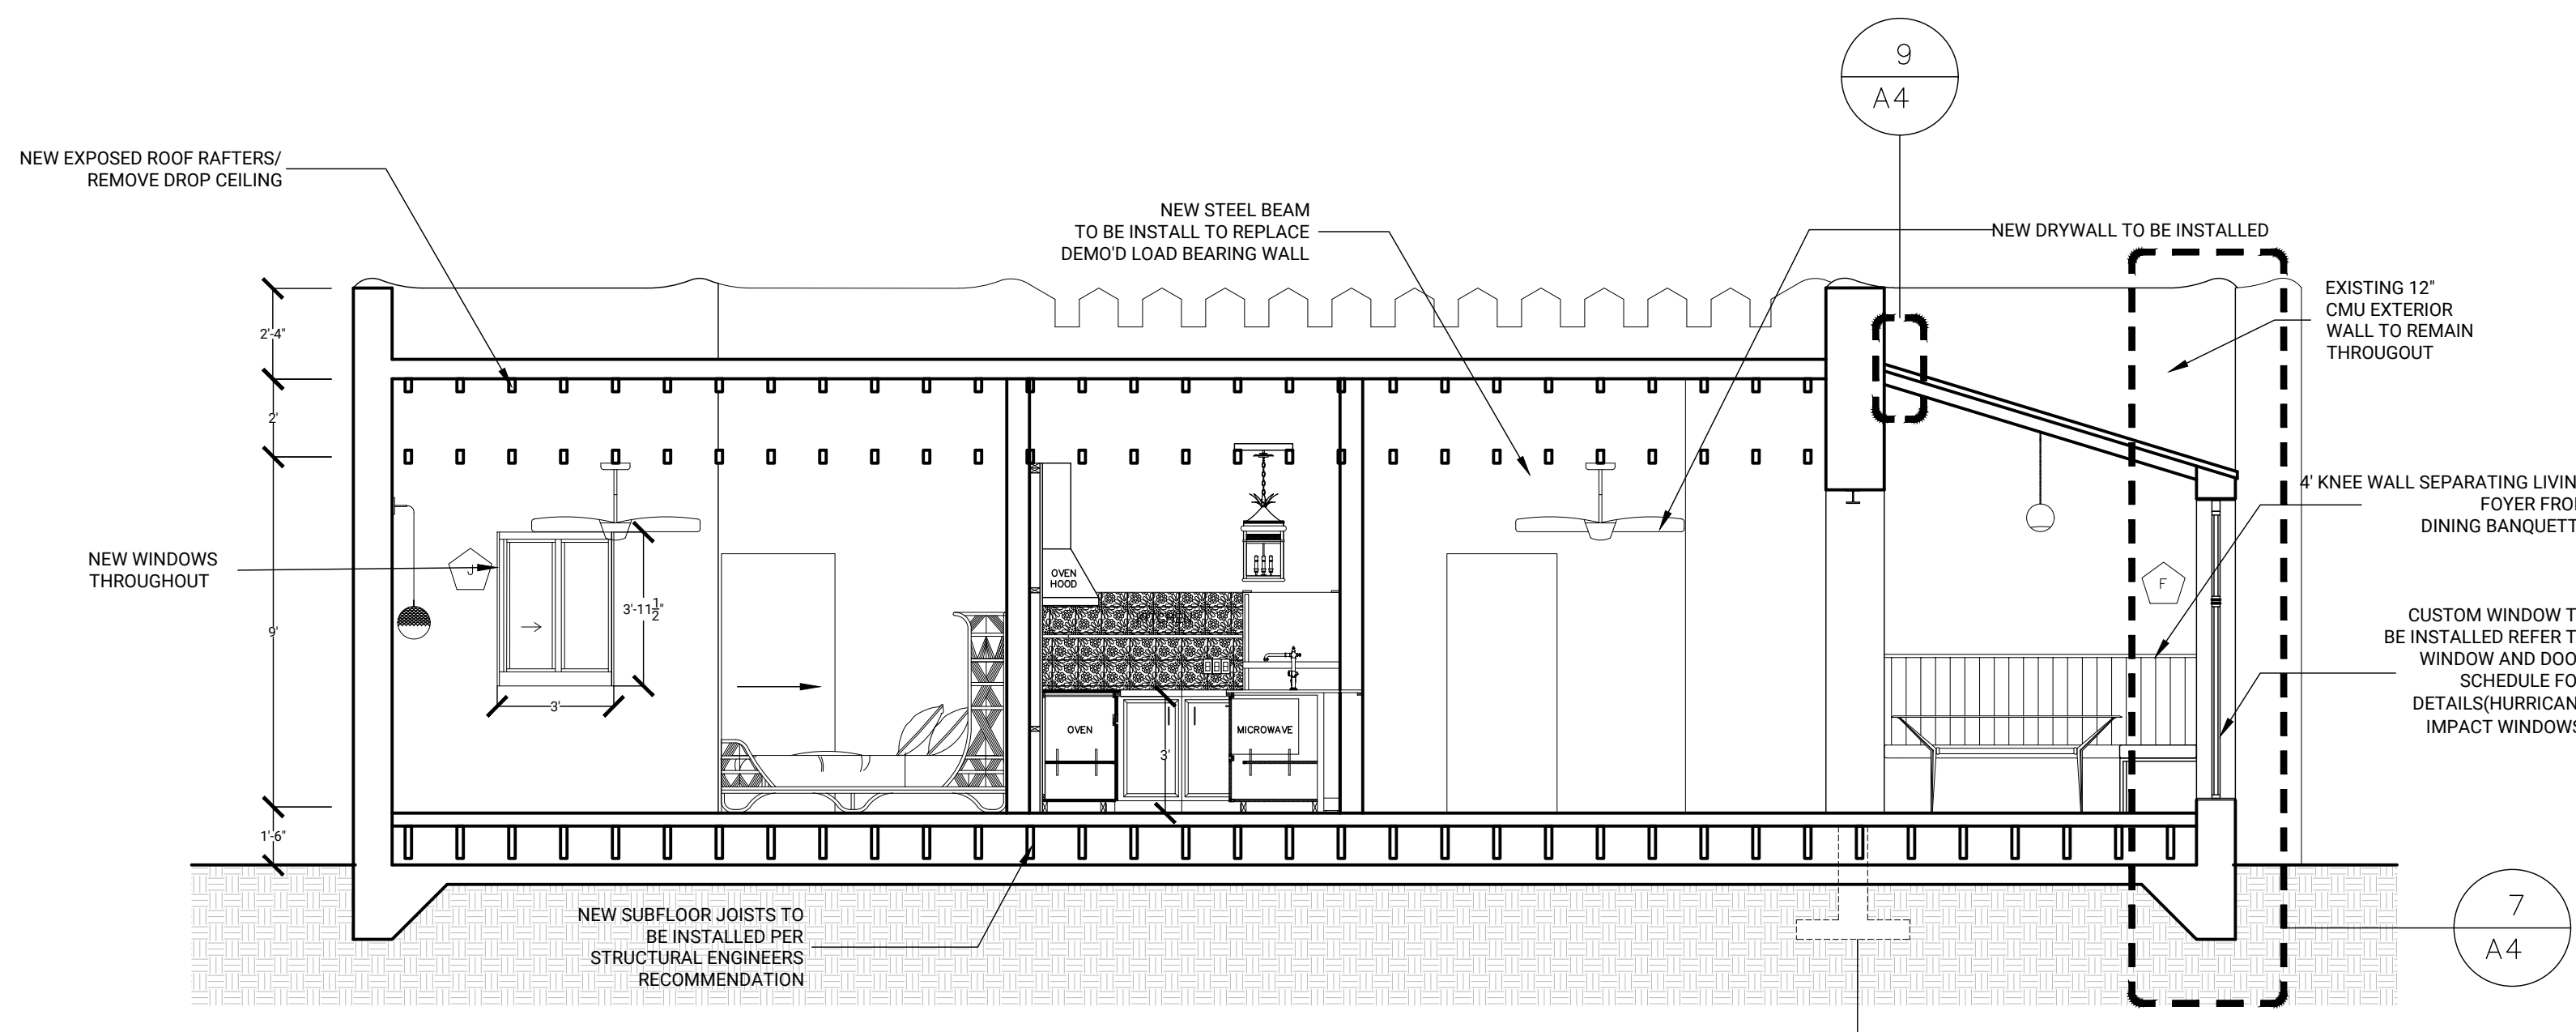 9
A4
NEW EXPOSED ROOF RAFTERS/
REMOVE DROP CEILING
NEW STEEL BEAM
TO BE INSTALL TO REPLACE
DEMO'D LOAD BEARING WALL
NEW DRYWALL TO BE INSTALLED
EXISTING 12"
CMU EXTERIOR
WALL TO REMAIN
THROUGOUT
2'-4"
2'
9'
1'-6"
4' KNEE WALL SEPARATING LIVIN
FOYER FRO
DINING BANQUETT
NEW WINDOWS
THROUGHOUT
J
3'-11 1/2"
3'
OVEN
HOOD
KITCHEN
F
CUSTOM WINDOW T
BE INSTALLED REFER T
WINDOW AND DOO
SCHEDULE FO
DETAILS(HURRICAN
IMPACT WINDOWS
OVEN
MICROWAVE
3'
NEW SUBFLOOR JOISTS TO
BE INSTALLED PER
STRUCTURAL ENGINEERS
RECOMMENDATION
7
A4